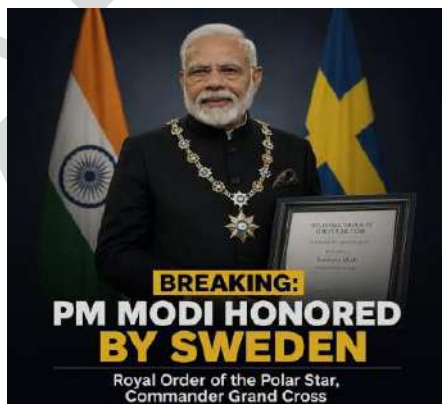 BREAKING:
PM MODI HONORED
BY SWEDEN
Royal Order of the Polar Star,
Commander Grand Cross